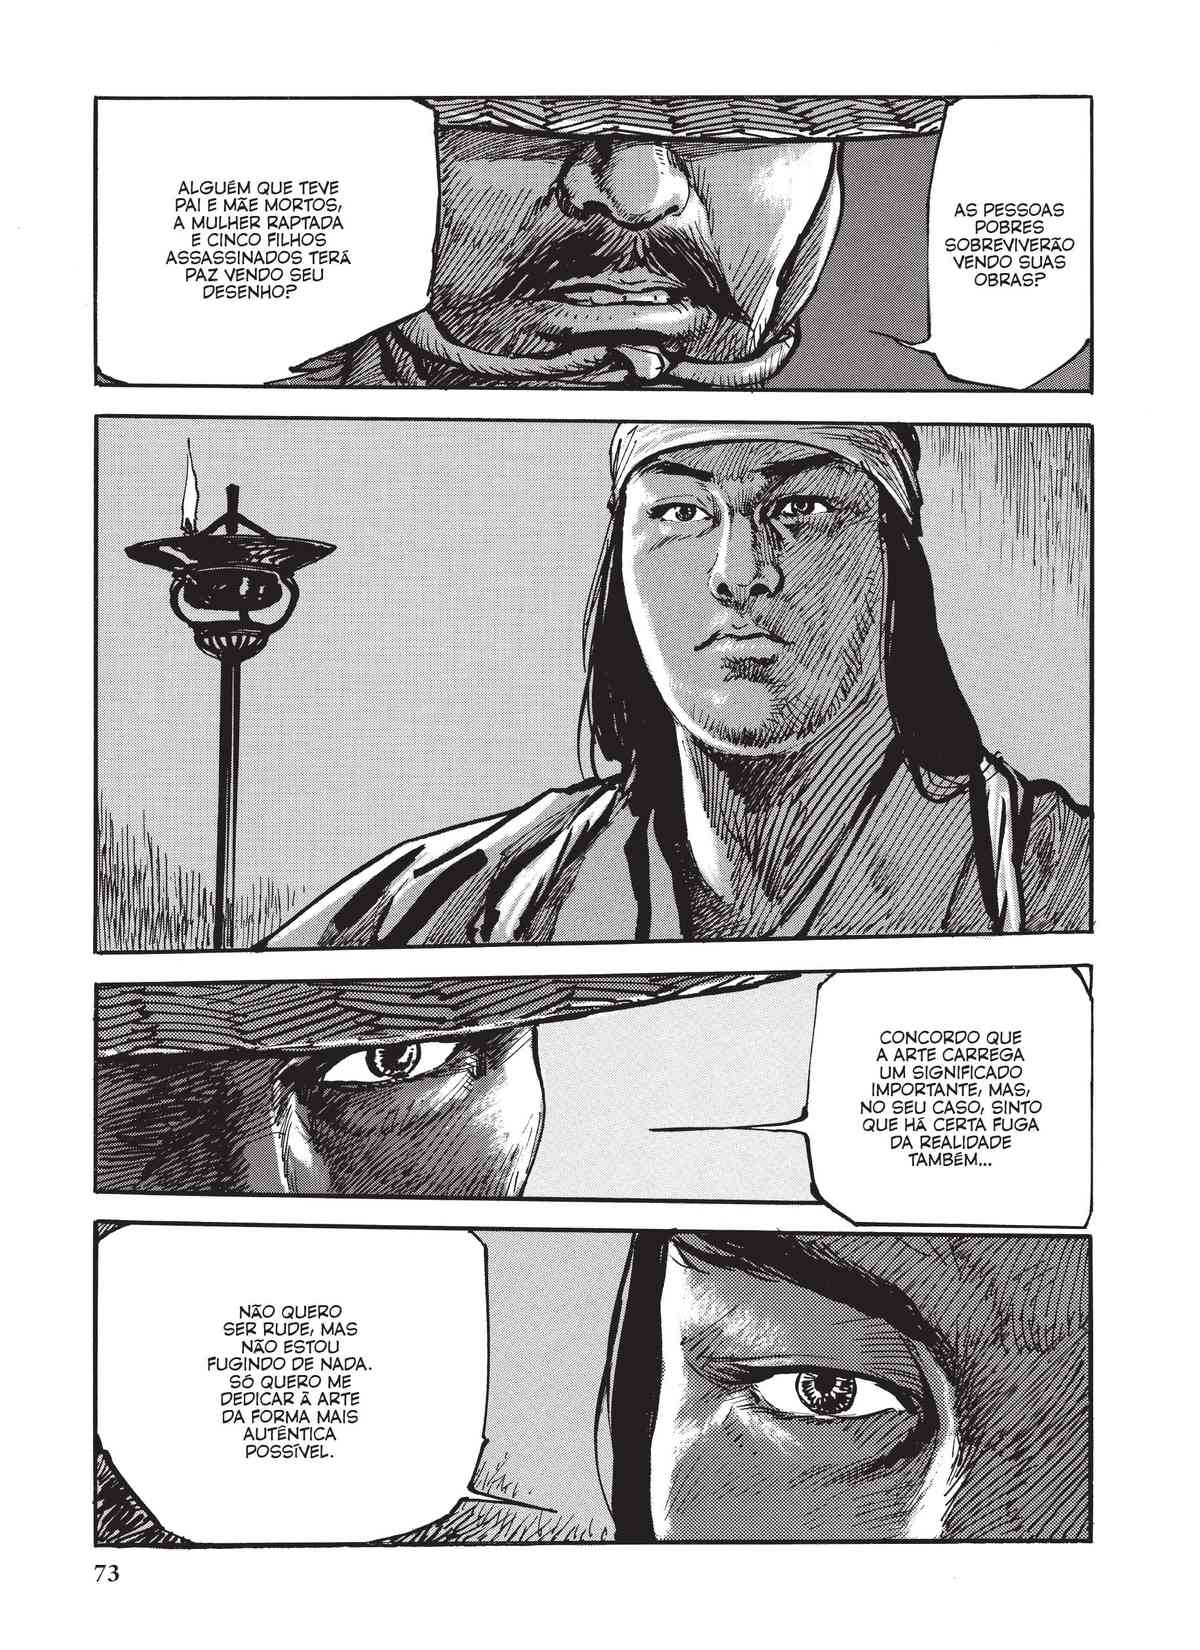 AS PESSOAS
POBRES
SOBREVIVERÃO
VENDO SUAS
OBRAS?
ALGUÉM QUE TEVE
PAI E MÃE MORTOS,
A MULHER RAPTADA
E CINCO FILHOS
ASSASSINADOS TERÁ
PAZ VENDO SEU
DESENHO?
CONCORDO QUE
A ARTE CARREGA
UM SIGNIFICADO
IMPORTANTE, MAS,
NO SEU CASO, SINTO
QUE HÁ CERTA FUGA
DA REALIDADE
TAMBÉM...
NÃO QUERO
SER RUDE, MAS
NÃO ESTOU
FUGINDO DE NADA.
SÓ QUERO ME
DEDICAR À ARTE
DA FORMA MAIS
AUTÊNTICA
POSSÍVEL.
73